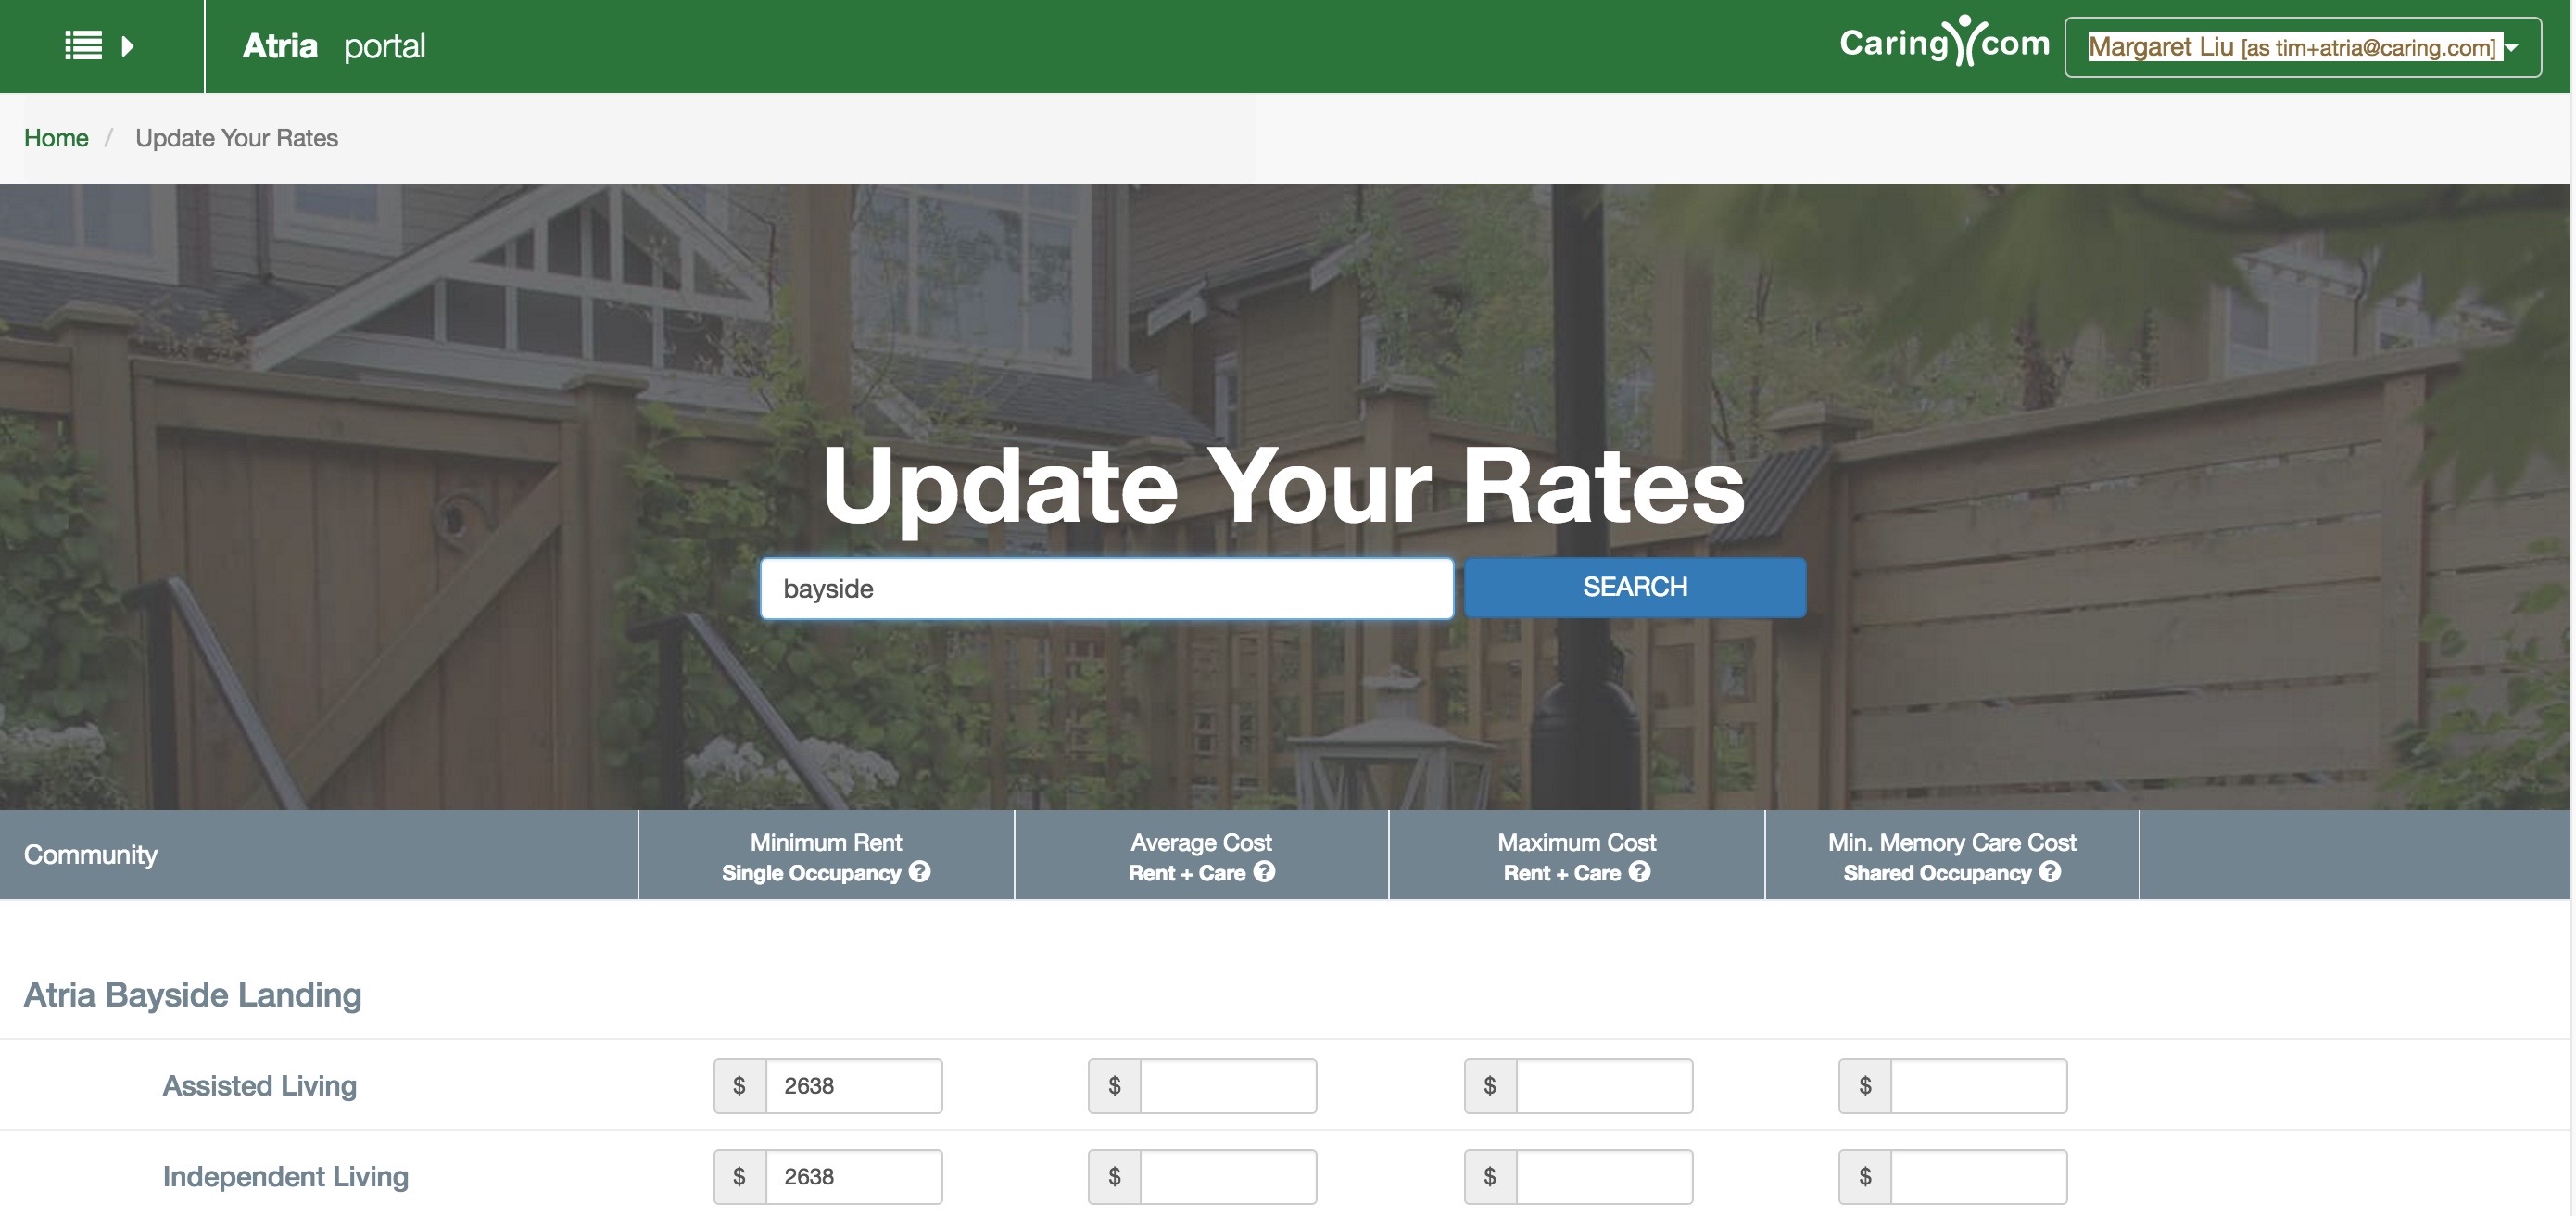 Atria portal
Caring com
Margaret Liu [as tim+atria@caring.com]
Home / Update Your Rates
Update Your Rates
bayside
SEARCH
Community
Minimum Rent
Single Occupancy ?
Average Cost
Rent + Care ?
Maximum Cost
Rent + Care ?
Min. Memory Care Cost
Shared Occupancy ?
Atria Bayside Landing
Assisted Living $ 2638 $ $ $
Independent Living $ 2638 $ $ $